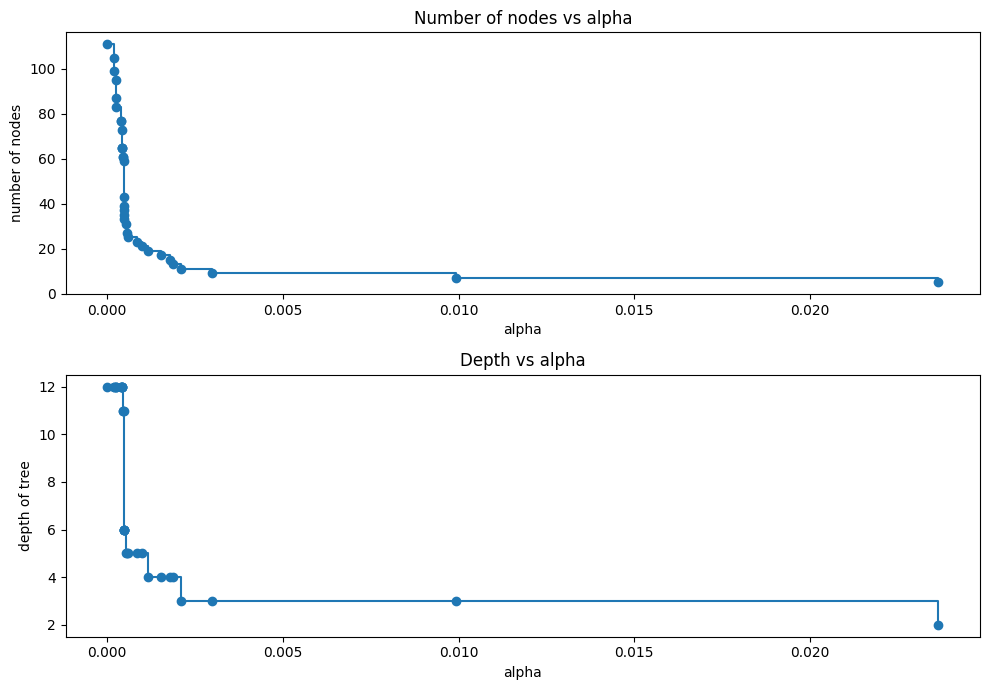 Number of nodes vs alpha
number of nodes
100
80
60
40
20
0
0.000 0.005 0.010 0.015 0.020
alpha
Depth vs alpha
depth of tree
12
10
8
6
4
2
0.000 0.005 0.010 0.015 0.020
alpha